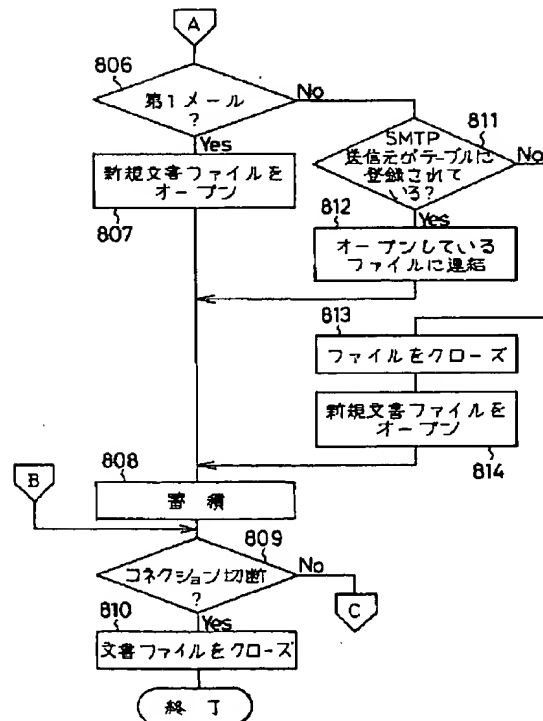 A
806
第1メール
?
No
Yes
新規文書ファイルを
オープン
807
811
SMTP
送信元がテーブルに
登録されて
いる?
No
812
Yes
オープンしている
ファイルに連結
813
ファイルをクローズ
新規文書ファイルを
オープン
814
B
808
蓄積
809
コネクション切断
?
No
C
810
Yes
文書ファイルをクローズ
終了